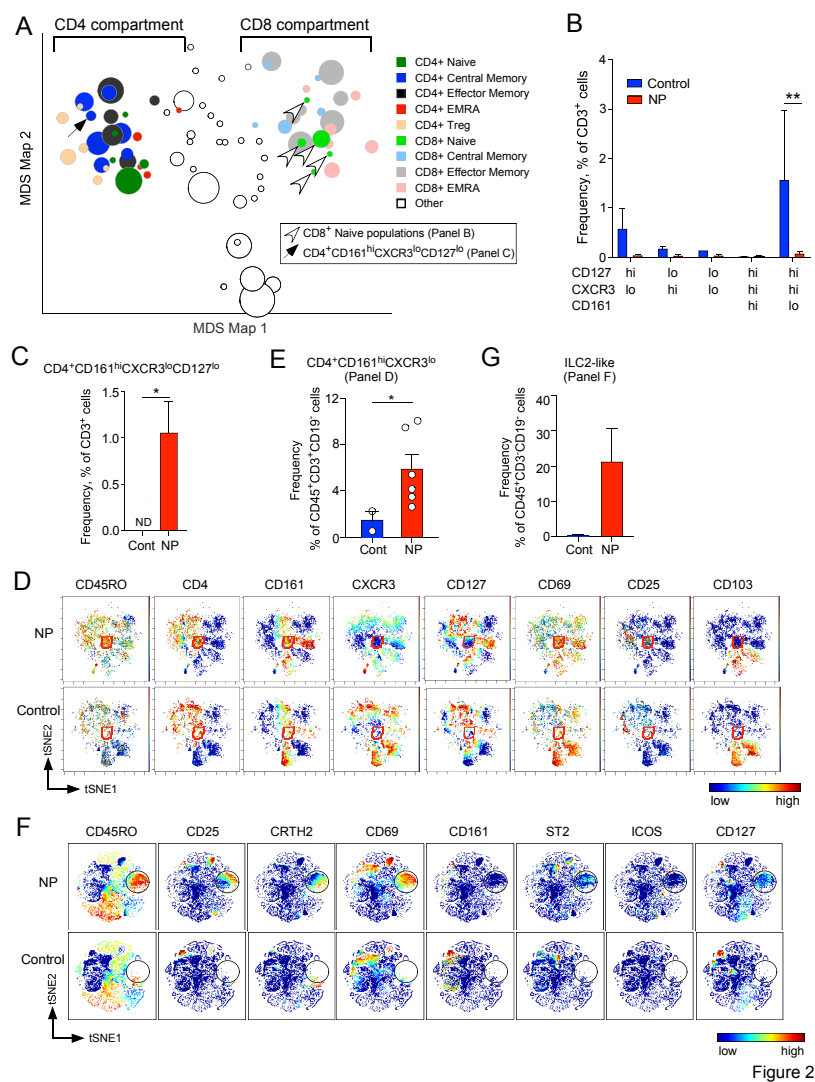 A
CD4 compartment
CD8 compartment
CD4+ Naive
CD4+ Central Memory
CD4+ Effector Memory
CD4+ EMRA
CD4+ Treg
CD8+ Naive
CD8+ Central Memory
CD8+ Effector Memory
CD8+ EMRA
Other
CD8+ Naive populations (Panel B)
CD4+CD161hiCXCR3loCD127lo (Panel C)
MDS Map 2
MDS Map 1
B
Frequency, % of CD3+ cells
4
3
2
1
0
Control
NP
**
CD127 hi lo lo hi hi
CXCR3 lo hi lo hi hi
CD161 hi lo
C
CD4+CD161hiCXCR3loCD127lo
Frequency, % of CD3+ cells
1.5
1.0
0.5
0.0
*
ND
Cont NP
E
CD4+CD161hiCXCR3lo
(Panel D)
Frequency
% of CD45+CD3+CD19- cells
12
8
4
0
*
Cont NP
G
ILC2-like
(Panel F)
Frequency
% of CD45+CD3-CD19- cells
40
30
20
10
0
Cont NP
D
CD45RO CD4 CD161 CXCR3 CD127 CD69 CD25 CD103
NP
Control
tSNE2
tSNE1
low high
F
CD45RO CD25 CRTH2 CD69 CD161 ST2 ICOS CD127
NP
Control
tSNE2
tSNE1
low high
Figure 2